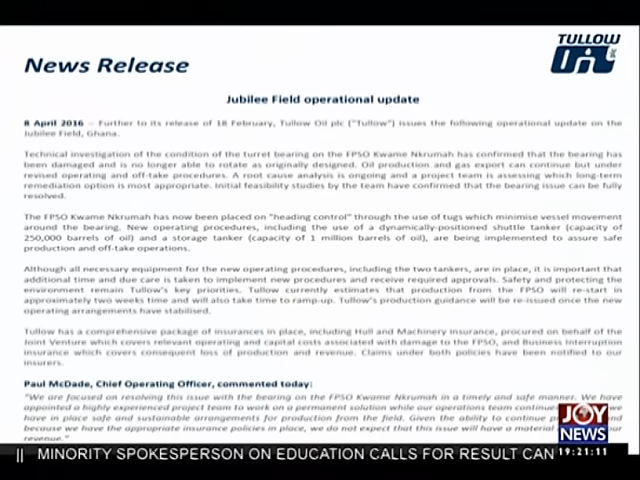 TULLOW
Oil plc
News Release
Jubilee Field operational update
8 April 2016 – Further to its release of 18 February, Tullow Oil plc ("Tullow") issues the following operational update on the
Jubilee Field, Ghana.
Technical investigation of the condition of the turret bearing on the FPSO Kwame Nkrumah has confirmed that the bearing has
been damaged and is no longer able to rotate as originally designed. Oil production and gas export can continue but under
revised operating and off-take procedures. A root cause analysis is ongoing and a project team is assessing which long-term
remediation option is most appropriate. Initial feasibility studies by the team have confirmed that the bearing issue can be fully
resolved.
The FPSO Kwame Nkrumah has now been placed on "heading control" through the use of tugs which minimise vessel movement
around the bearing. New operating procedures, including the use of a dynamically-positioned shuttle tanker (capacity of
250,000 barrels of oil) and a storage tanker (capacity of 1 million barrels of oil), are being implemented to assure safe
production and off-take operations.
Although all necessary equipment for the new operating procedures, including the two tankers, are in place, it is important that
additional time and due care is taken to implement new procedures and receive required approvals. Safety and protecting the
environment remain Tullow's key priorities. Tullow currently estimates that production from the FPSO will re-start in
approximately two weeks time and will also take time to ramp-up. Tullow's production guidance will be re-issued once the new
operating arrangements have stabilised.
Tullow has a comprehensive package of insurances in place, including Hull and Machinery insurance, procured on behalf of the
Joint Venture which covers relevant operating and capital costs associated with damage to the FPSO, and Business Interruption
insurance which covers consequent loss of production and revenue. Claims under both policies have been notified to our
insurers.
Paul McDade, Chief Operating Officer, commented today:
"We are focused on resolving this issue with the bearing on the FPSO Kwame Nkrumah in a timely and safe manner. We have
appointed a highly experienced project team to work on a permanent solution while our operations team continue we
have in place safe and sustainable arrangements for production from the field. Given the ability to continue p nd
because we have the appropriate insurance policies in place, we do not expect that this issue will have a material ur
revenue."
JOY
NEWS
19:21:11
|| MINORITY SPOKESPERSON ON EDUCATION CALLS FOR RESULT CAN